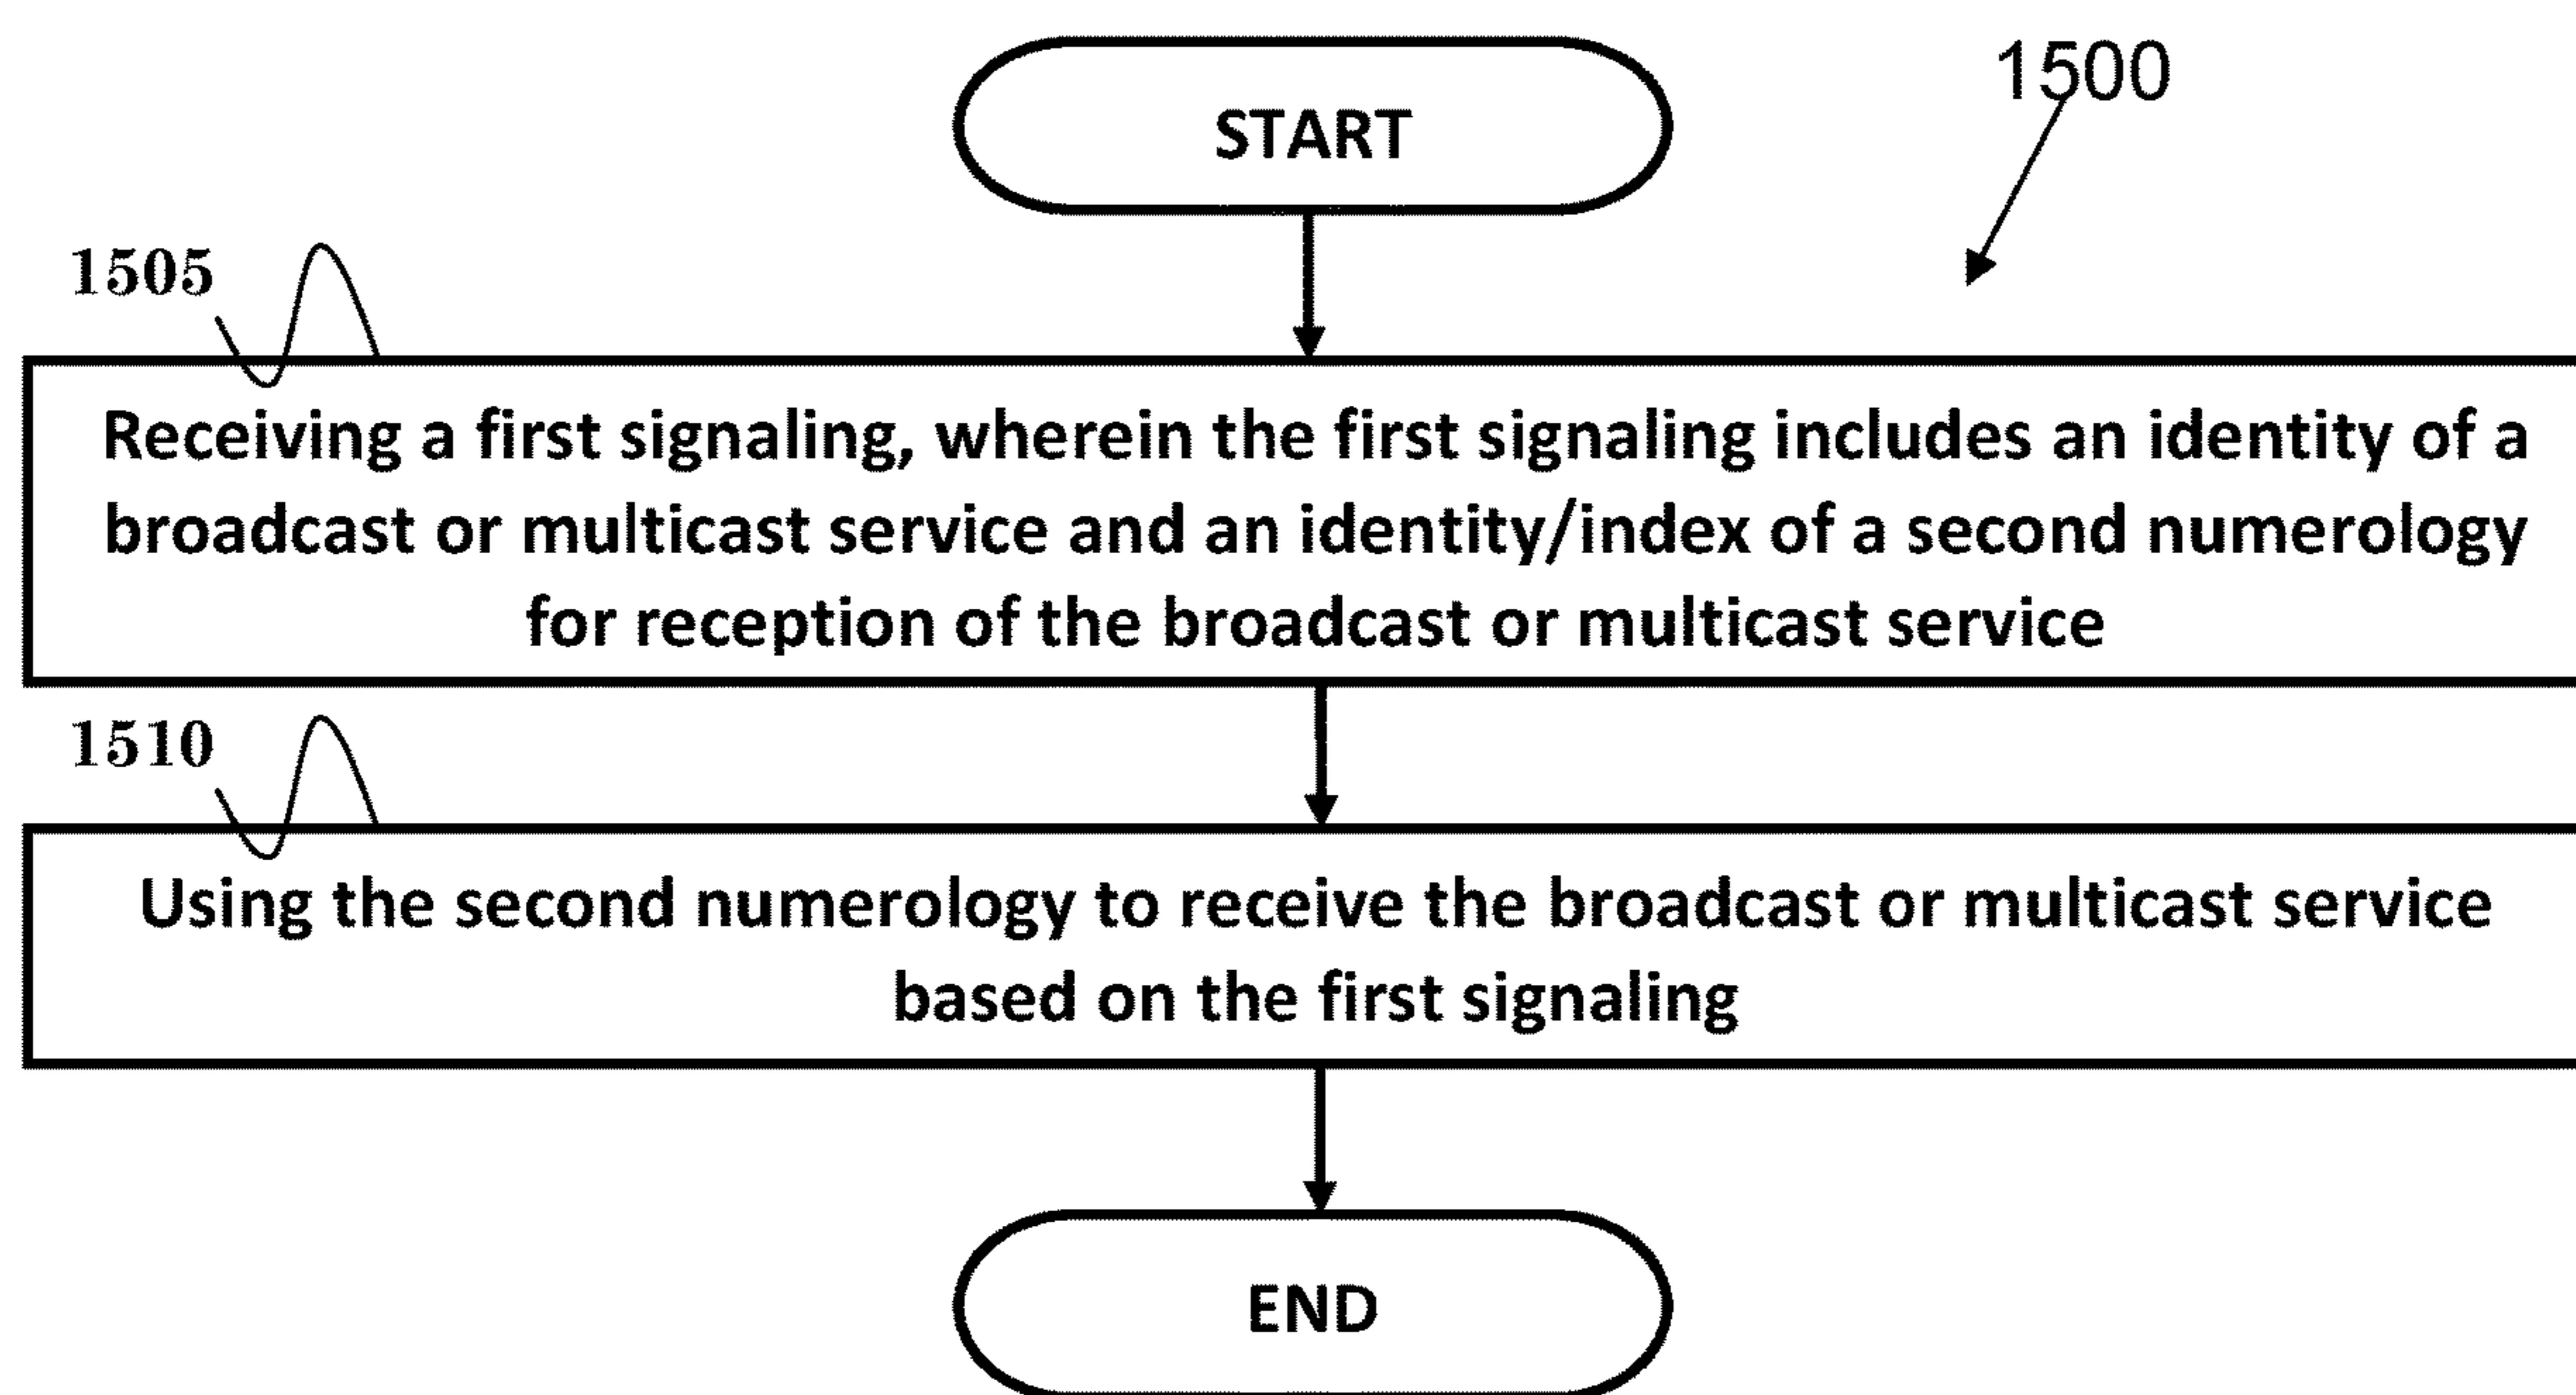 START
1500
1505
Receiving a first signaling, wherein the first signaling includes an identity of a
broadcast or multicast service and an identity/index of a second numerology
for reception of the broadcast or multicast service
1510
Using the second numerology to receive the broadcast or multicast service
based on the first signaling
END